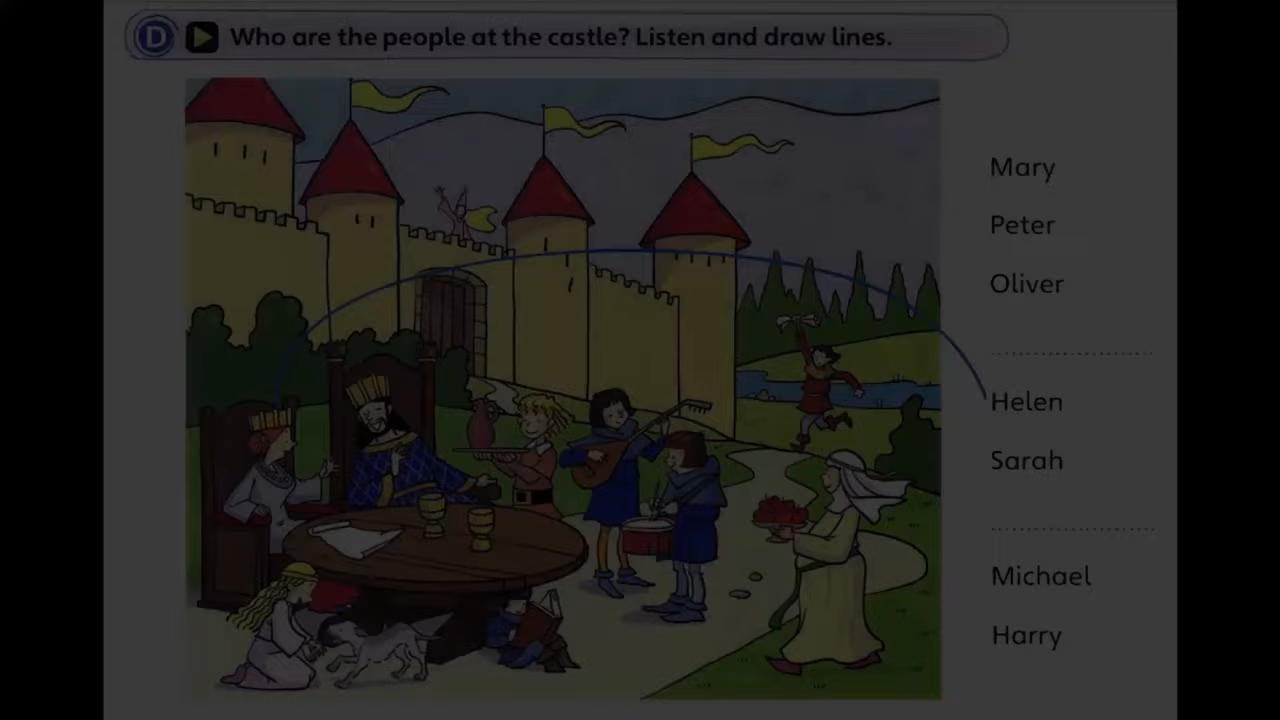 D Who are the people at the castle? Listen and draw lines.
Mary
Peter
Oliver
Helen
Sarah
Michael
Harry